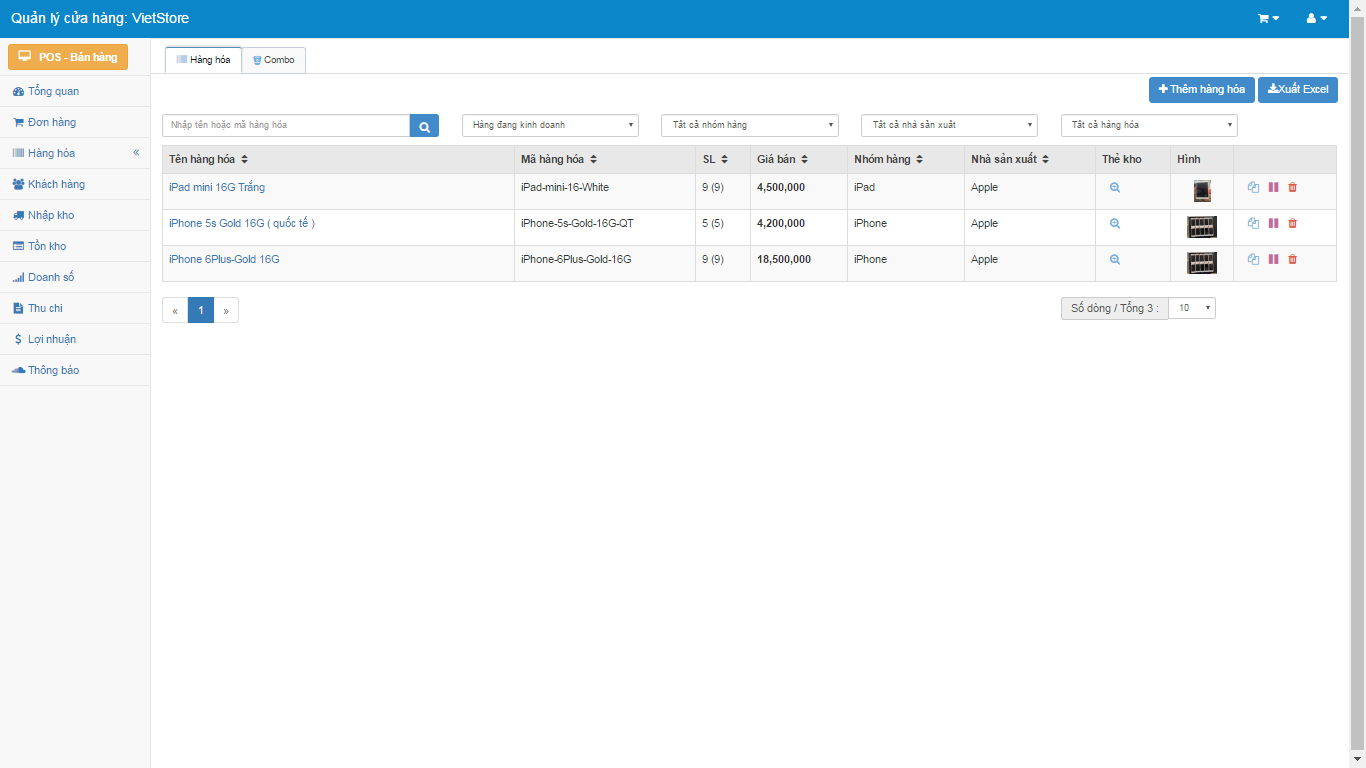 Quản lý cửa hàng: VietStore
POS - Bán hàng
Tổng quan
Đơn hàng
Hàng hóa
«
Khách hàng
Nhập kho
Tồn kho
Doanh số
Thu chi
Lợi nhuận
Thông báo
Hàng hóa Combo
Thêm hàng hóa Xuất Excel
Nhập tên hoặc mã hàng hóa Hàng đang kinh doanh Tất cả nhóm hàng Tất cả nhà sản xuất Tất cả hàng hóa
Tên hàng hóa Mã hàng hóa SL Giá bán Nhóm hàng Nhà sản xuất Thẻ kho Hình
iPad mini 16G Trắng iPad-mini-16-White 9 (9) 4,500,000 iPad Apple
iPhone 5s Gold 16G ( quốc tế ) iPhone-5s-Gold-16G-QT 5 (5) 4,200,000 iPhone Apple
iPhone 6Plus-Gold 16G iPhone-6Plus-Gold-16G 9 (9) 18,500,000 iPhone Apple
« 1 » Số dòng / Tổng 3 : 10